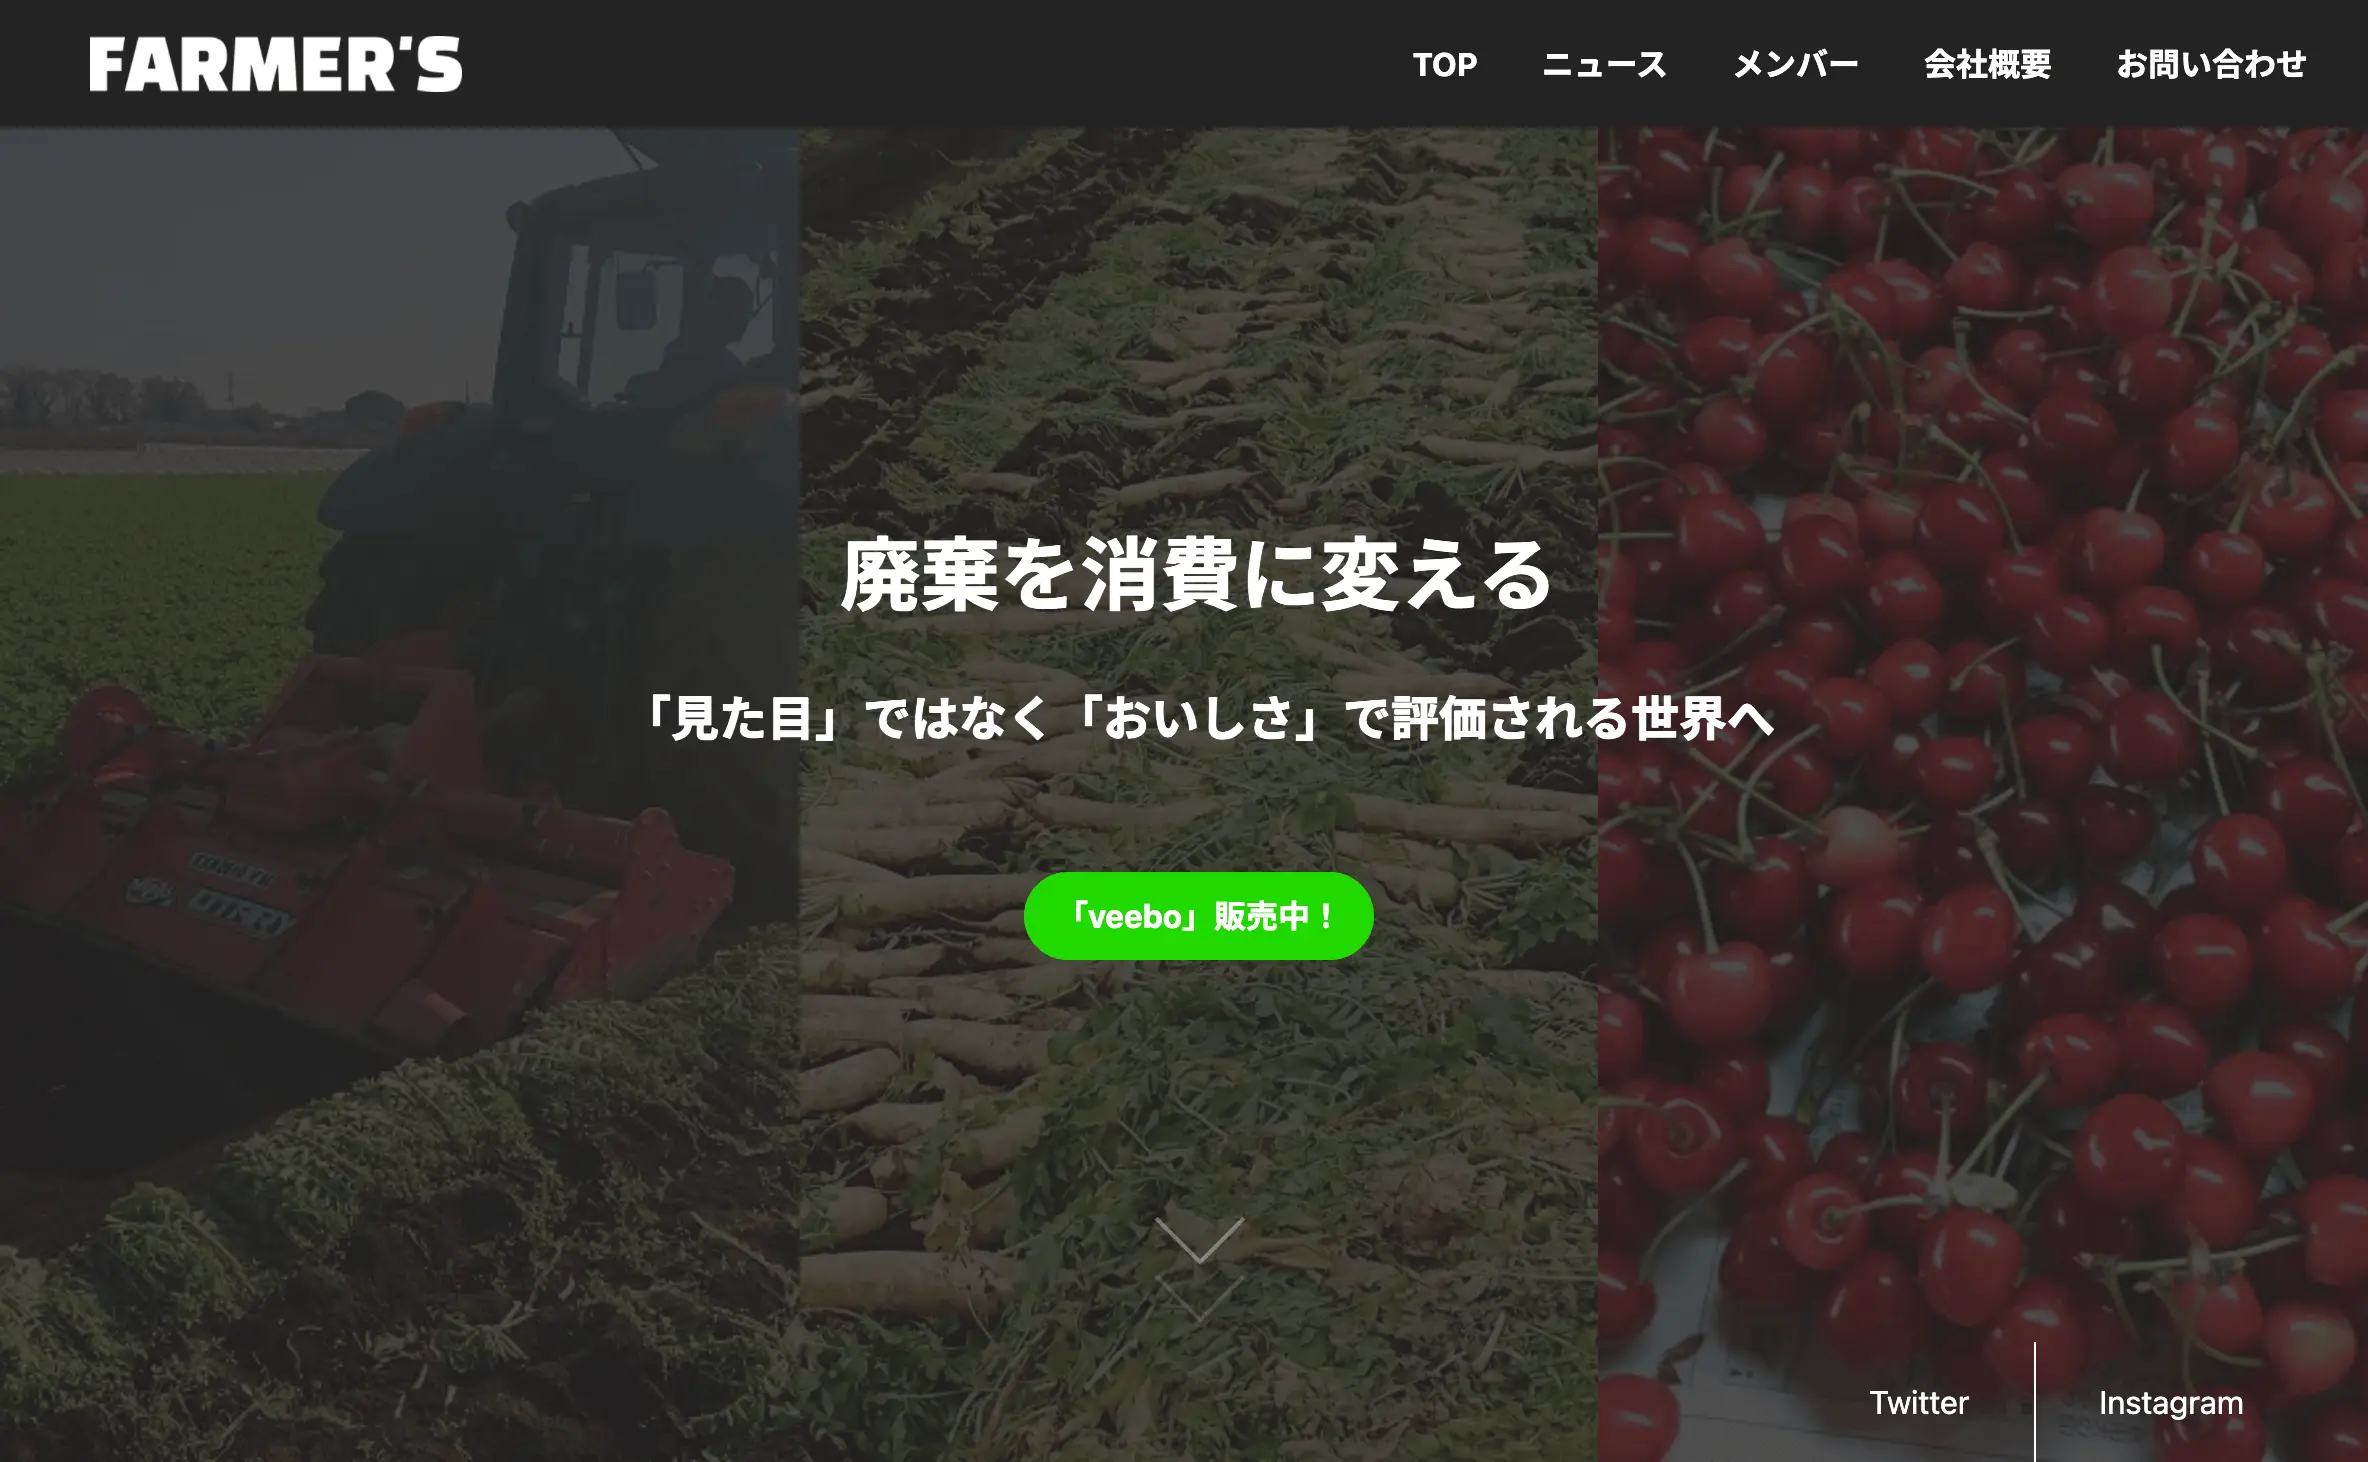 FARMER'S
TOP
ニュース
メンバー
会社概要
お問い合わせ
廃棄を消費に変える
「見た目」ではなく「おいしさ」で評価される世界へ
「veebo」販売中！
Twitter
Instagram